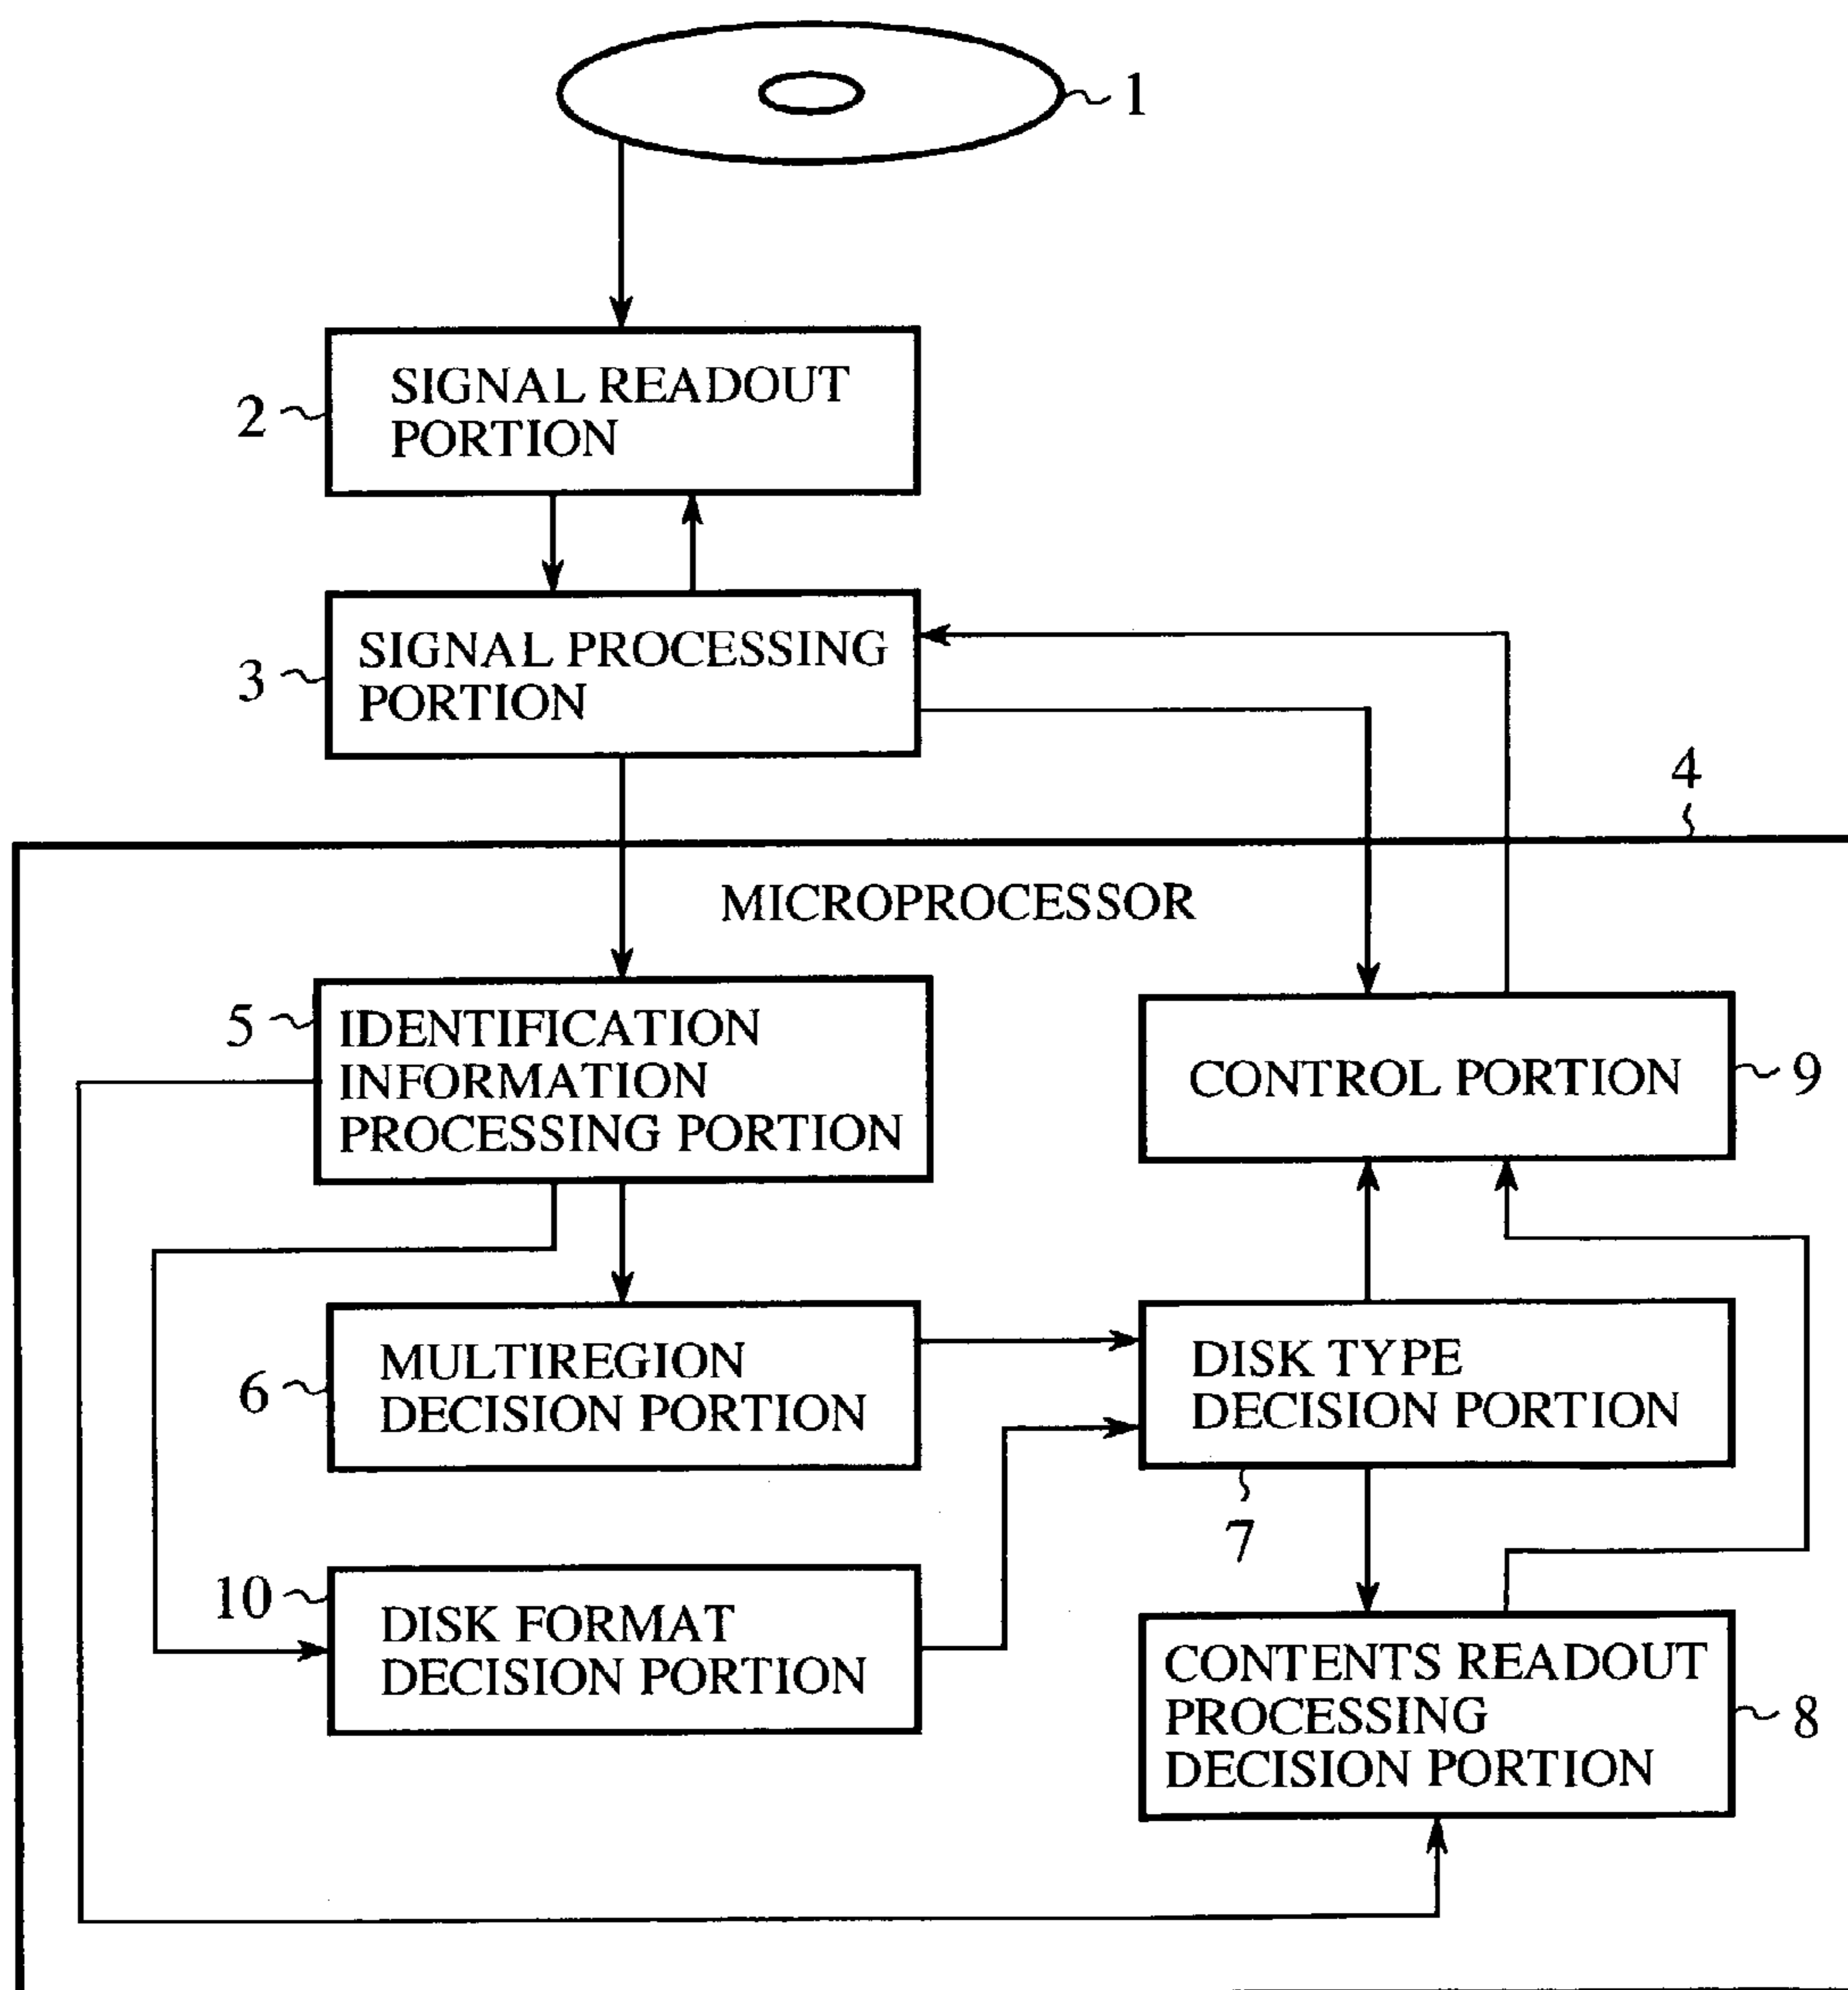 1
SIGNAL READOUT
PORTION
2
SIGNAL PROCESSING
PORTION
3
4
MICROPROCESSOR
5
IDENTIFICATION
INFORMATION
PROCESSING PORTION
CONTROL PORTION
9
MULTIREGION
DECISION PORTION
6
DISK TYPE
DECISION PORTION
7
10
DISK FORMAT
DECISION PORTION
CONTENTS READOUT
PROCESSING
DECISION PORTION
8